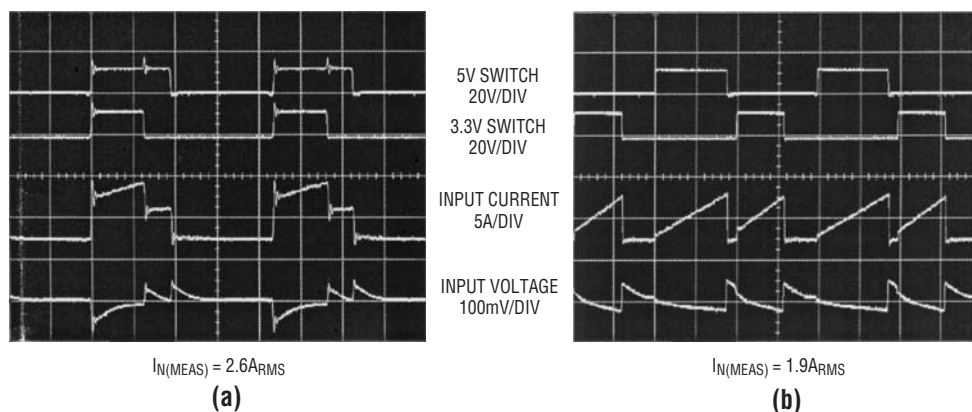 5V SWITCH
20V/DIV
3.3V SWITCH
20V/DIV
INPUT CURRENT
5A/DIV
INPUT VOLTAGE
100mV/DIV
IN(MEAS) = 2.6ARMS
(a)
IN(MEAS) = 1.9ARMS
(b)